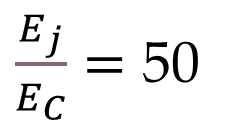 E_j / E_C = 50